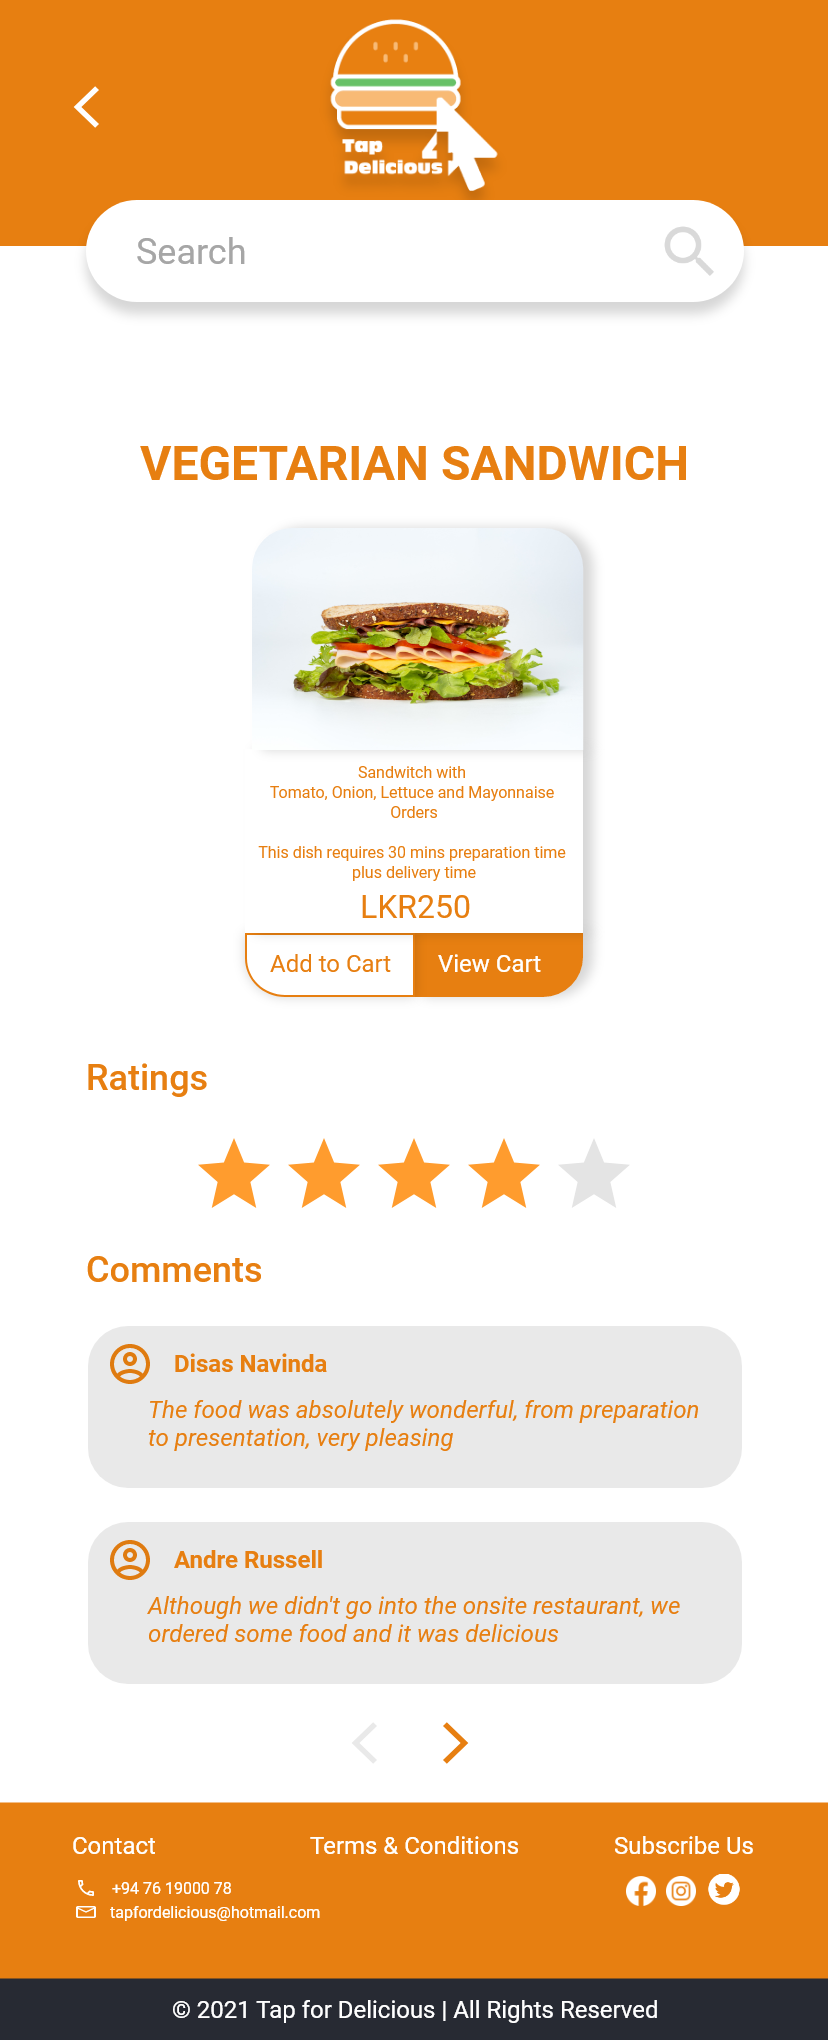 Tap
4
Delicious
Search
VEGETARIAN SANDWICH
Sandwitch with
Tomato, Onion, Lettuce and Mayonnaise
Orders
This dish requires 30 mins preparation time
plus delivery time
LKR250
Add to Cart
View Cart
Ratings
Comments
Disas Navinda
The food was absolutely wonderful, from preparation
to presentation, very pleasing
Andre Russell
Although we didn't go into the onsite restaurant, we
ordered some food and it was delicious
Contact
Terms & Conditions
Subscribe Us
+94 76 19000 78
tapfordelicious@hotmail.com
© 2021 Tap for Delicious | All Rights Reserved